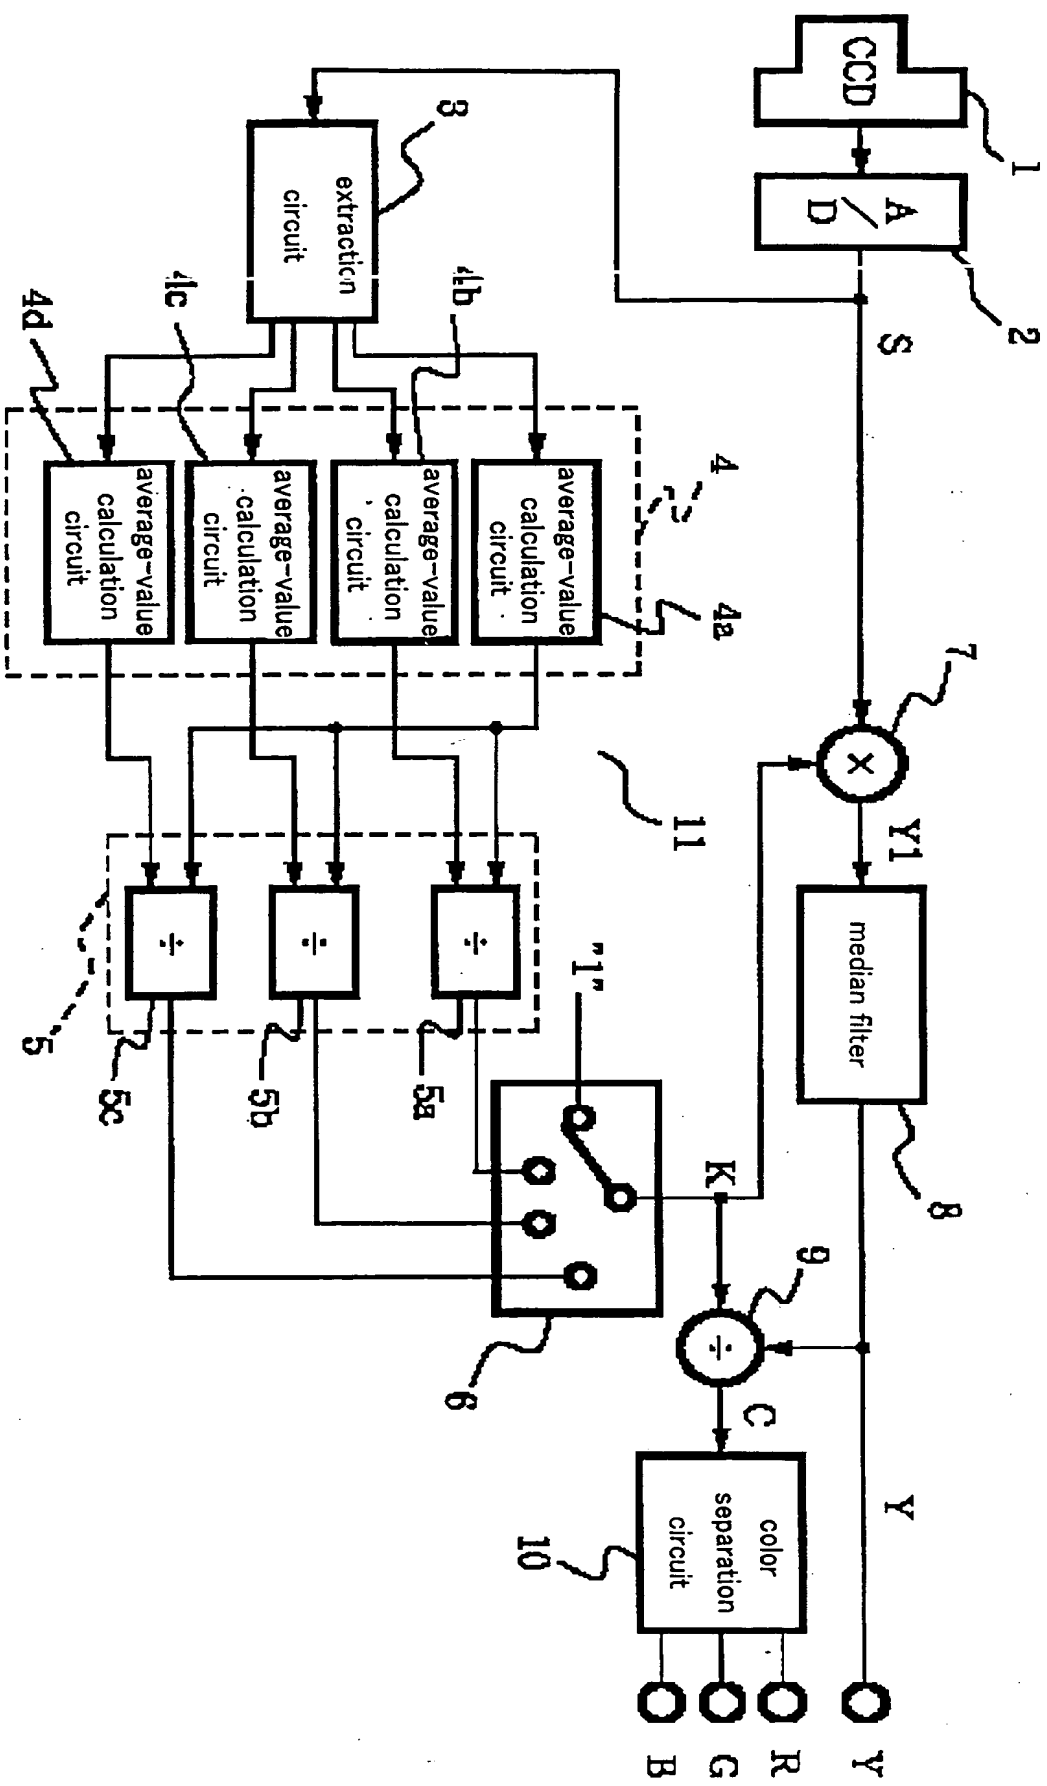 CCD
1
A/D
2
S
7
×
Y1
median filter
8
Y
Y
3
extraction
circuit
4
4a
average-value
calculation
circuit
4b
average-value
calculation
circuit
4c
average-value
calculation
circuit
4d
average-value
calculation
circuit
11
5
÷
5a
÷
5b
÷
5c
"1"
6
K
9
÷
C
color
separation
circuit
10
R
G
B